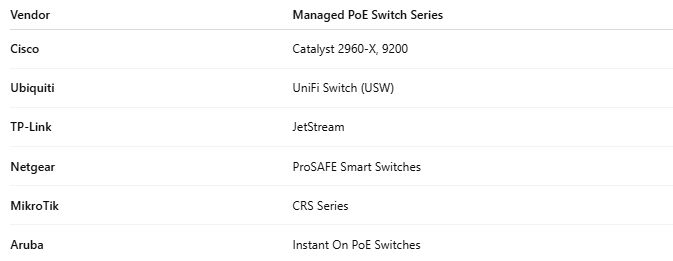 Vendor Managed PoE Switch Series
Cisco Catalyst 2960-X, 9200
Ubiquiti UniFi Switch (USW)
TP-Link JetStream
Netgear ProSAFE Smart Switches
MikroTik CRS Series
Aruba Instant On PoE Switches